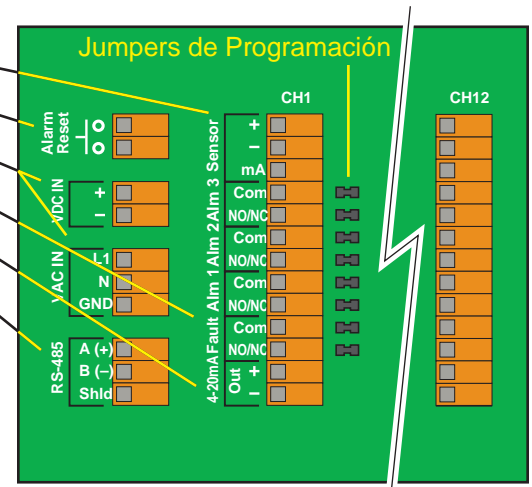 Jumpers de Programación
CH1
CH12
Alarm
Reset
VDC IN
+
–
VAC IN
L1
N
GND
RS-485
A (+)
B (–)
Shld
Sensor
+
–
mA
Alm 3
Com
NO/NC
Alm 2
Com
NO/NC
Alm 1
Com
NO/NC
Fault
Com
NO/NC
4-20mA
Out
+
–